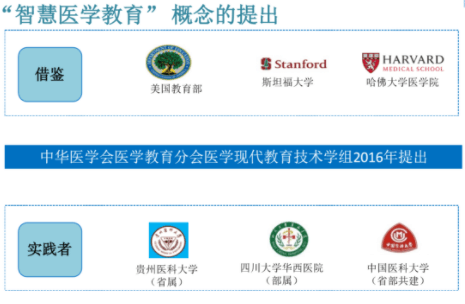 “智慧医学教育” 概念的提出
借鉴
美国教育部
Stanford
斯坦福大学
HARVARD
MEDICAL SCHOOL
哈佛大学医学院
中华医学会医学教育分会医学现代教育技术学组2016年提出
实践者
贵州医科大学
（省属）
四川大学华西医院
（部属）
中国医科大学
（省部共建）